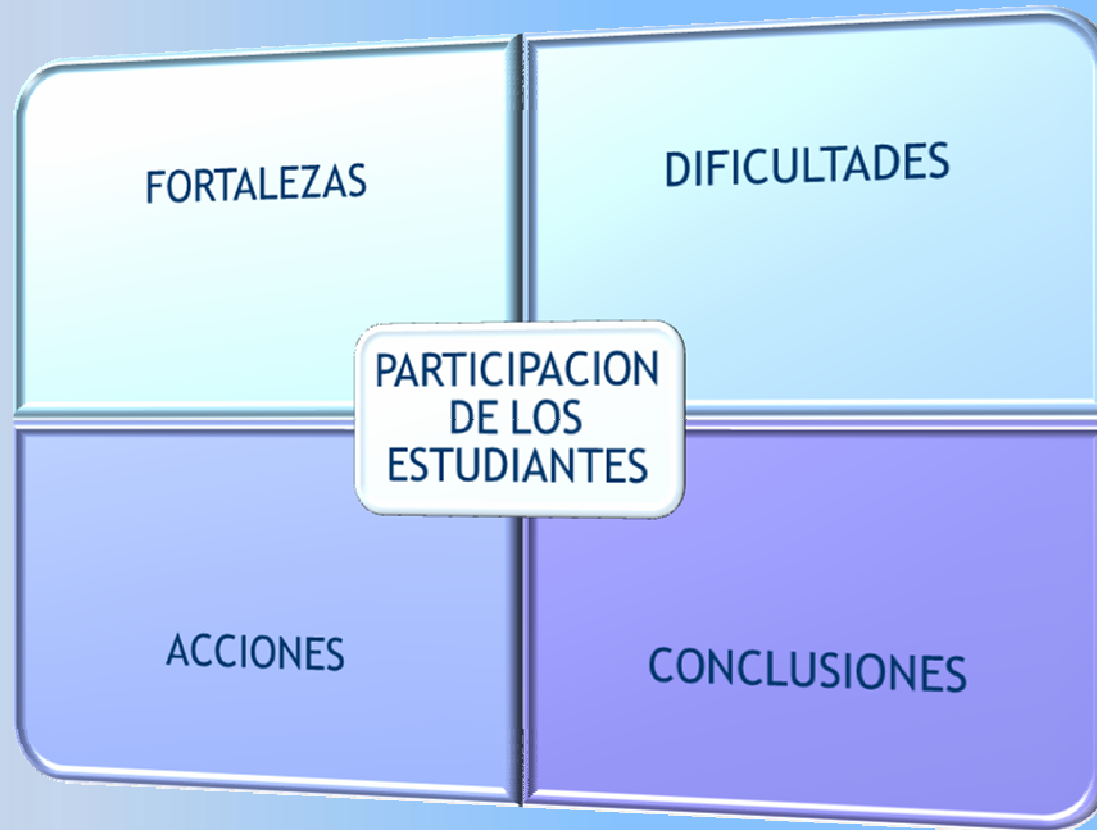 FORTALEZAS
DIFICULTADES
PARTICIPACION
DE LOS
ESTUDIANTES
ACCIONES
CONCLUSIONES